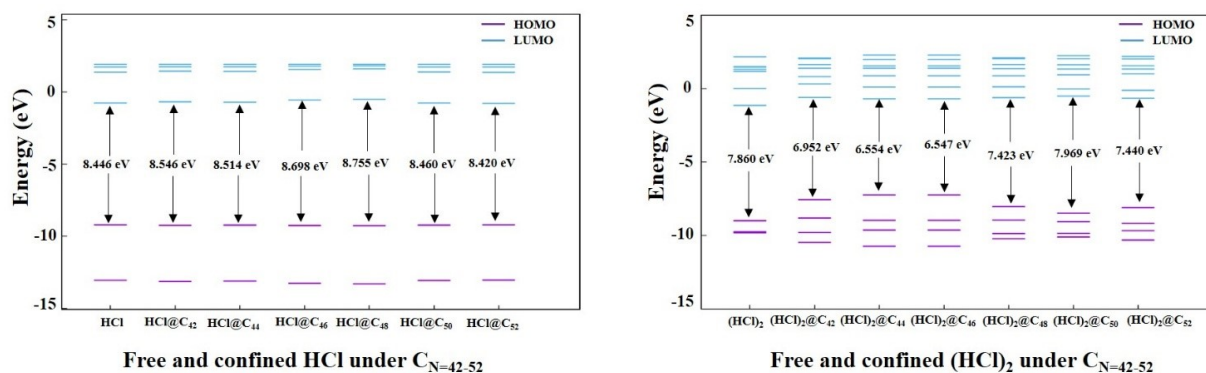 HOMO
LUMO
Energy (eV)
5
0
-5
-10
-15
8.446 eV
8.546 eV
8.514 eV
8.698 eV
8.755 eV
8.460 eV
8.420 eV
HCl
HCl@C₄₂
HCl@C₄₄
HCl@C₄₆
HCl@C₄₈
HCl@C₅₀
HCl@C₅₂
Free and confined HCl under C_N=42-52
HOMO
LUMO
Energy (eV)
5
0
-5
-10
-15
7.860 eV
6.952 eV
6.554 eV
6.547 eV
7.423 eV
7.969 eV
7.440 eV
(HCl)₂
(HCl)₂@C₄₂
(HCl)₂@C₄₄
(HCl)₂@C₄₆
(HCl)₂@C₄₈
(HCl)₂@C₅₀
(HCl)₂@C₅₂
Free and confined (HCl)₂ under C_N=42-52